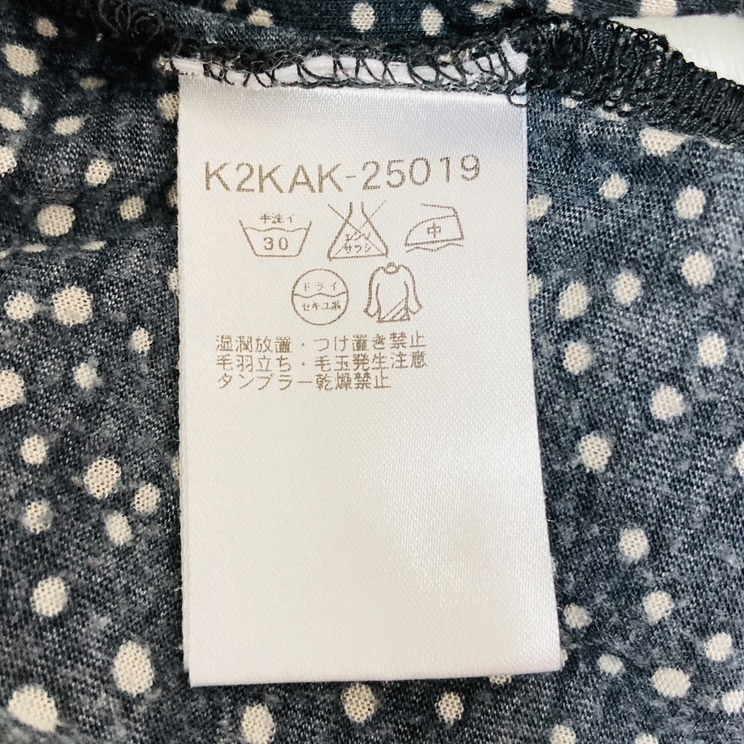 K2KAK-25019
手洗イ 30 エンソ サラシ 中
ドライ セキユ系
湿潤放置・つけ置き禁止
毛羽立ち・毛玉発生注意
タンブラー乾燥禁止